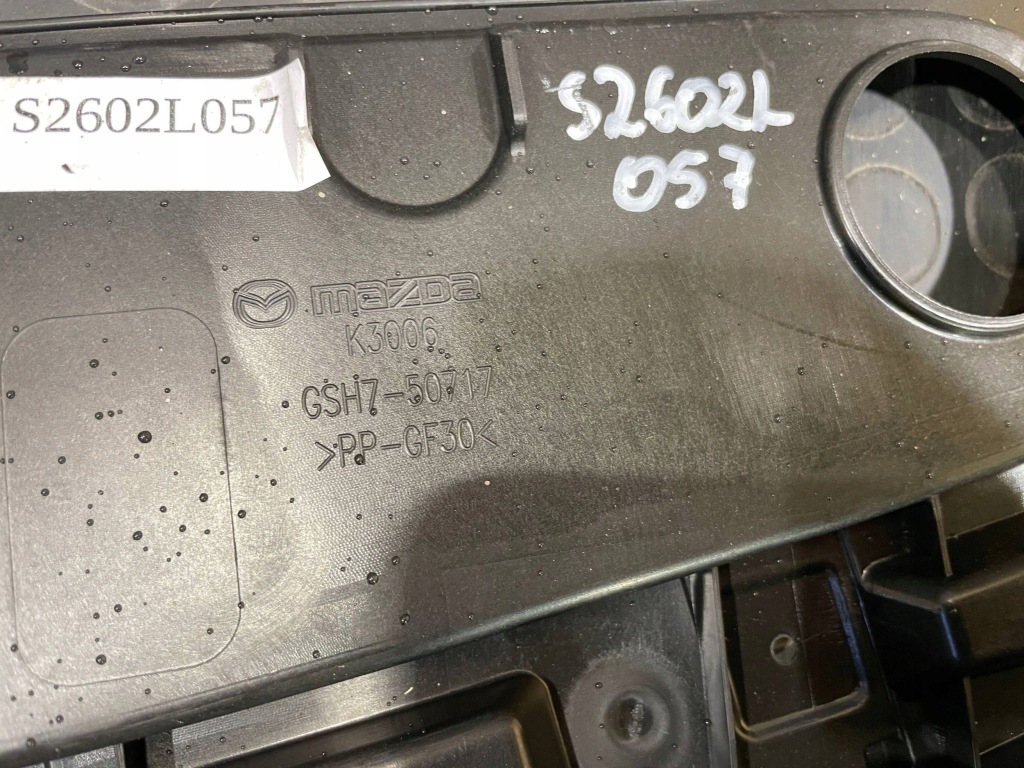 S2602L057
S2602L
057
mazda
K3006
GSH7-50717
>PP-GF30<